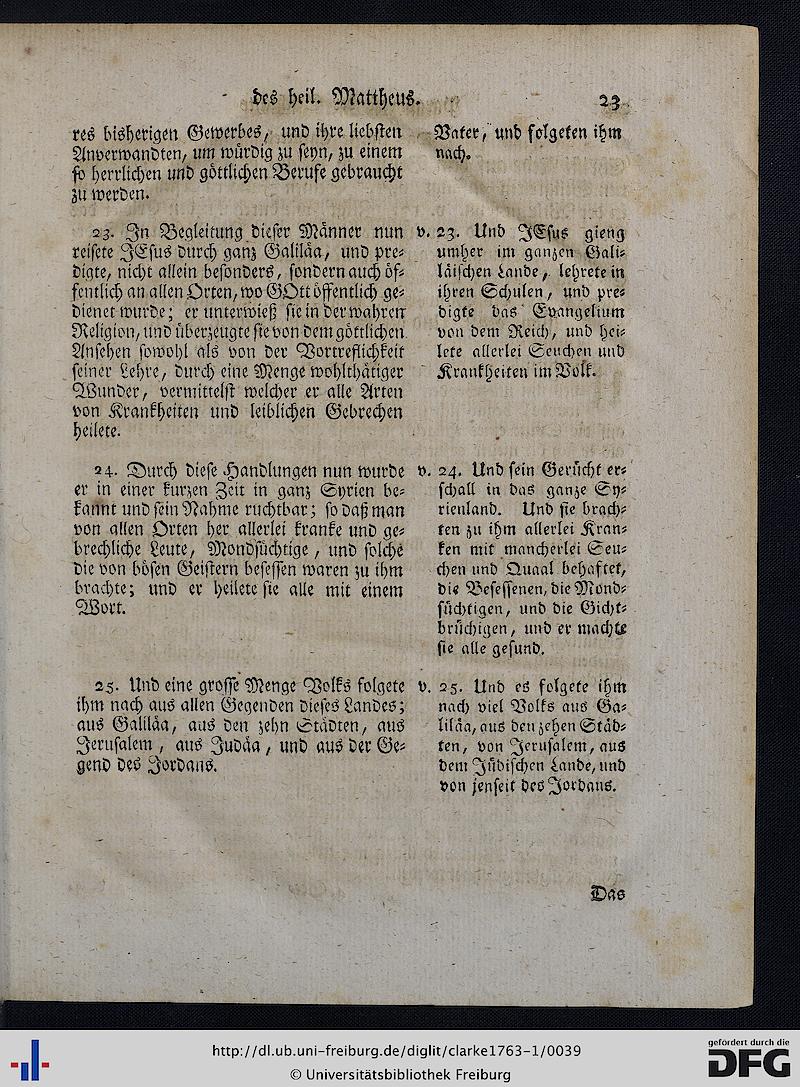 des heil. Mattheus. 23
res bisherigen Gewerbes, und ihre liebsten
Anverwandten, um würdig zu seyn, zu einem
so herrlichen und göttlichen Berufe gebraucht
zu werden.
23. In Begleitung dieser Männer nun
reisete JEsus durch ganz Galiläa, und pre⸗
digte, nicht allein besonders, sondern auch öf⸗
fentlich an allen Orten, wo GOtt öffentlich ge⸗
dienet wurde; er unterwieß sie in der wahren
Religion, und überzeugte sie von dem göttlichen
Ansehen sowohl als von der Vortreflichkeit
seiner Lehre, durch eine Menge wohlthätiger
Wunder, vermittelst welcher er alle Arten
von Krankheiten und leiblichen Gebrechen
heilete.
24. Durch diese Handlungen nun wurde
er in einer kurzen Zeit in ganz Syrien be⸗
kannt und sein Nahme ruchtbar; so daß man
von allen Orten her allerlei kranke und ge⸗
brechliche Leute, Mondsüchtige, und solche
die von bösen Geistern besessen waren zu ihm
brachte; und er heilete sie alle mit einem
Wort.
25. Und eine grosse Menge Volks folgete
ihm nach aus allen Gegenden dieses Landes;
aus Galiläa, aus den zehn Städten, aus
Jerusalem, aus Judäa, und aus der Ge⸗
gend des Jordans.
Vater, und folgeten ihm
nach.
v. 23. Und JEsus gieng
umher im ganzen Gali⸗
läischen Lande, lehrete in
ihren Schulen, und pre⸗
digte das Evangelium
von dem Reich, und hei⸗
lete allerlei Seuchen und
Krankheiten im Volk.
v. 24. Und sein Gerücht er⸗
schall in das ganze Sy⸗
rienland. Und sie brach⸗
ten zu ihm allerlei Kran⸗
ken mit mancherlei Seu⸗
chen und Quaal behaftet,
die Besessenen, die Mond⸗
süchtigen, und die Gicht⸗
brüchigen, und er machte
sie alle gesund.
v. 25. Und es folgete ihm
nach viel Volks aus Ga⸗
liläa, aus den zehen Städ⸗
ten, von Jerusalem, aus
dem Jüdischen Lande, und
von jenseit des Jordans.
Das
http://dl.ub.uni-freiburg.de/diglit/clarke1763-1/0039
© Universitätsbibliothek Freiburg
gefördert durch die
DFG